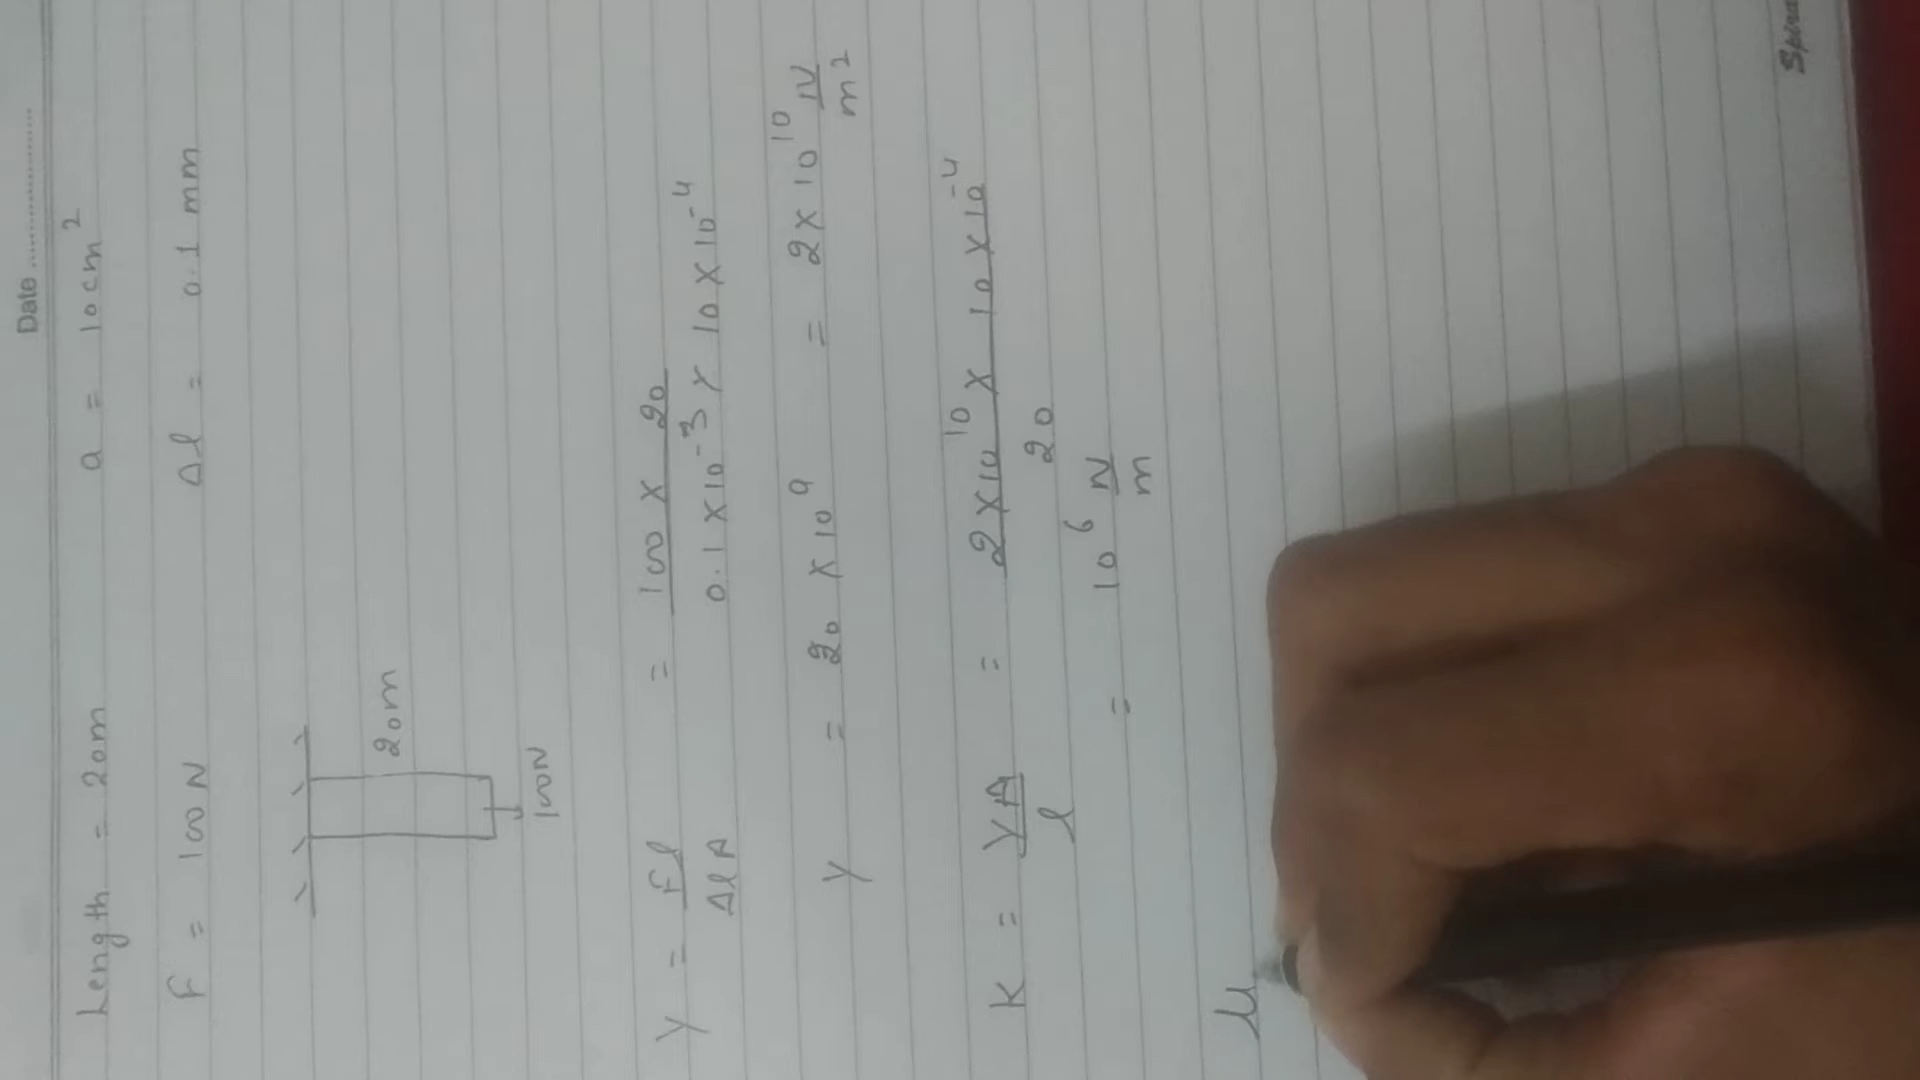 Date ....................
Length = 20m a = 10cm²
F = 100N Δl = 0.1 mm
20m
100N
Y = Fl/ΔlA = 100 × 20/0.1×10⁻³ × 10×10⁻⁴
Y = 20 × 10⁹ = 2×10¹⁰ N/m²
K = YA/l = 2×10¹⁰ × 10×10⁻⁴/20
= 10⁶ N/m